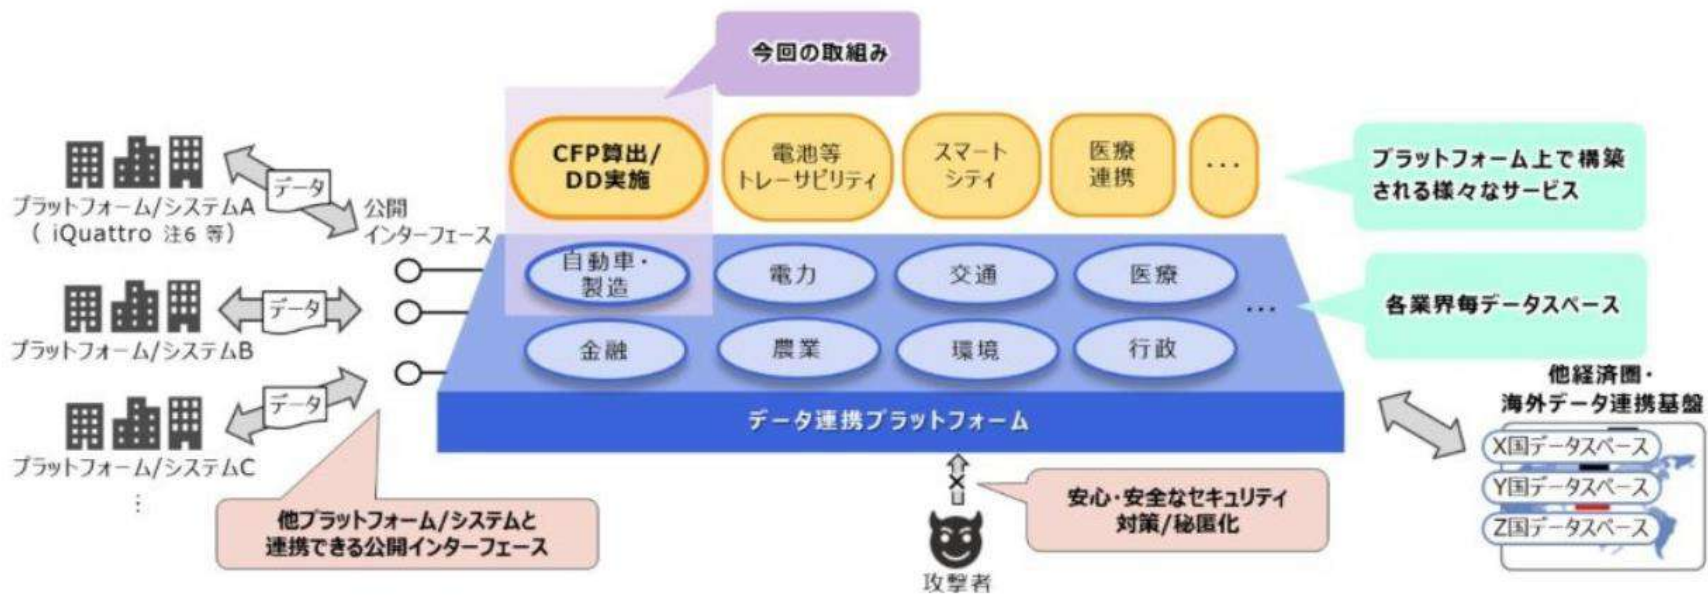 今回の取組み
CFP算出/
DD実施
電池等
トレーサビリティ
スマート
シティ
医療
連携
...
プラットフォーム上で構築
される様々なサービス
データ
プラットフォーム/システムA
( iQuattro 注6 等)
公開
インターフェース
データ
プラットフォーム/システムB
データ
プラットフォーム/システムC
⋮
自動車・
製造
電力
交通
医療
...
金融
農業
環境
行政
各業界毎データスペース
データ連携プラットフォーム
他プラットフォーム/システムと
連携できる公開インターフェース
安心・安全なセキュリティ
対策/秘匿化
攻撃者
他経済圏・
海外データ連携基盤
X国データスペース
Y国データスペース
Z国データスペース